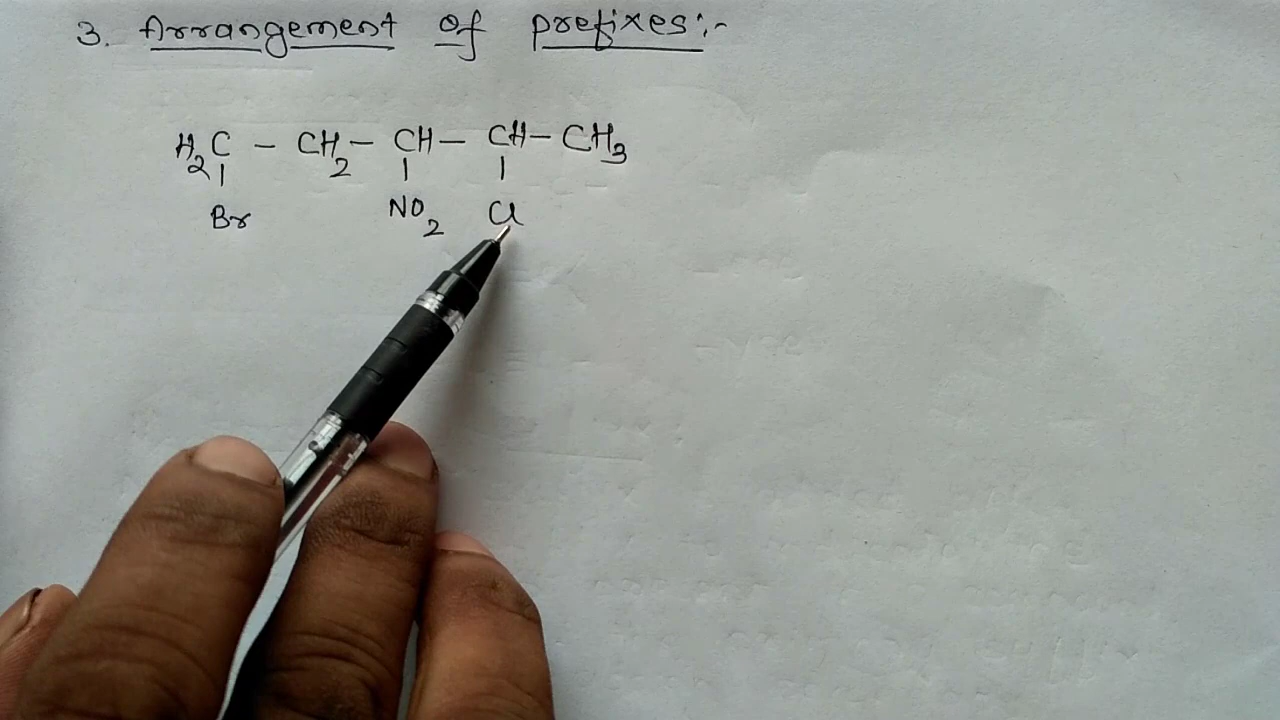 3. Arrangement of prefixes:-
H2C – CH2 – CH – CH – CH3
| | |
Br NO2 Cl